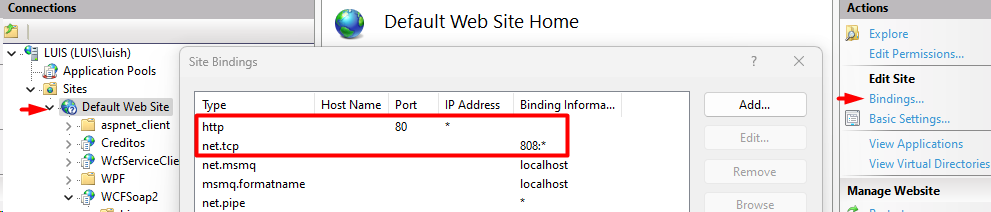 Connections
LUIS (LUIS\luish)
Application Pools
Sites
Default Web Site
aspnet_client
Creditos
WcfServiceClie
WPF
WCFSoap2
Default Web Site Home
Site Bindings
?
Type Host Name Port IP Address Binding Informa...
http 80 *
net.tcp 808:*
net.msmq localhost
msmq.formatname localhost
net.pipe *
Add...
Edit...
Remove
Browse
Actions
Explore
Edit Permissions...
Edit Site
Bindings...
Basic Settings...
View Applications
View Virtual Directories
Manage Website